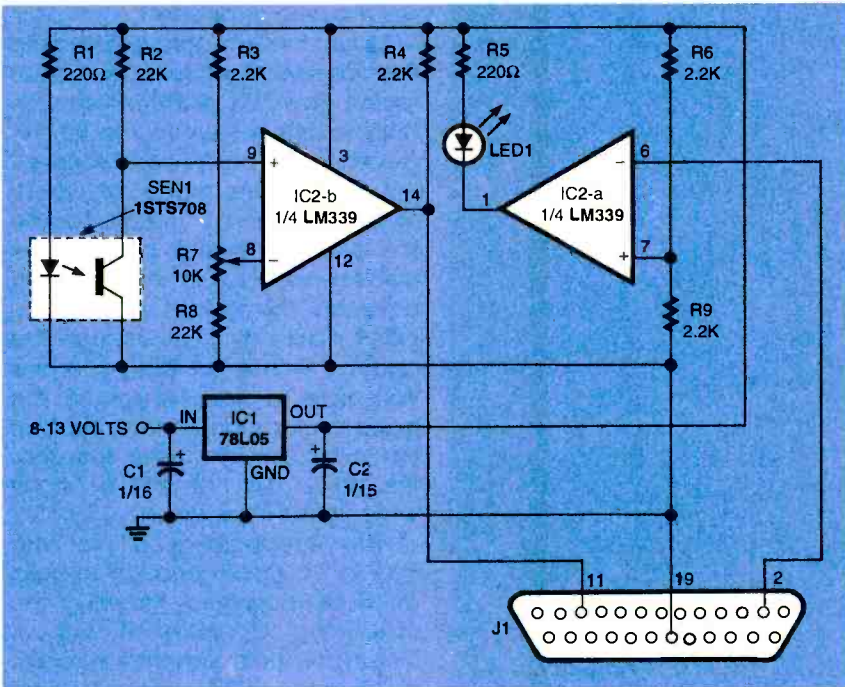 R1
220Ω
R2
22K
R3
2.2K
R4
2.2K
R5
220Ω
R6
2.2K
LED1
9
+
3
IC2-b
1/4 LM339
14
8
−
12
1
IC2-a
1/4 LM339
−
6
+
7
SEN1
1STS708
R7
10K
R8
22K
R9
2.2K
8-13 VOLTS
IN
IC1
78L05
OUT
GND
C1
1/16
+
C2
1/15
+
11
19
2
J1